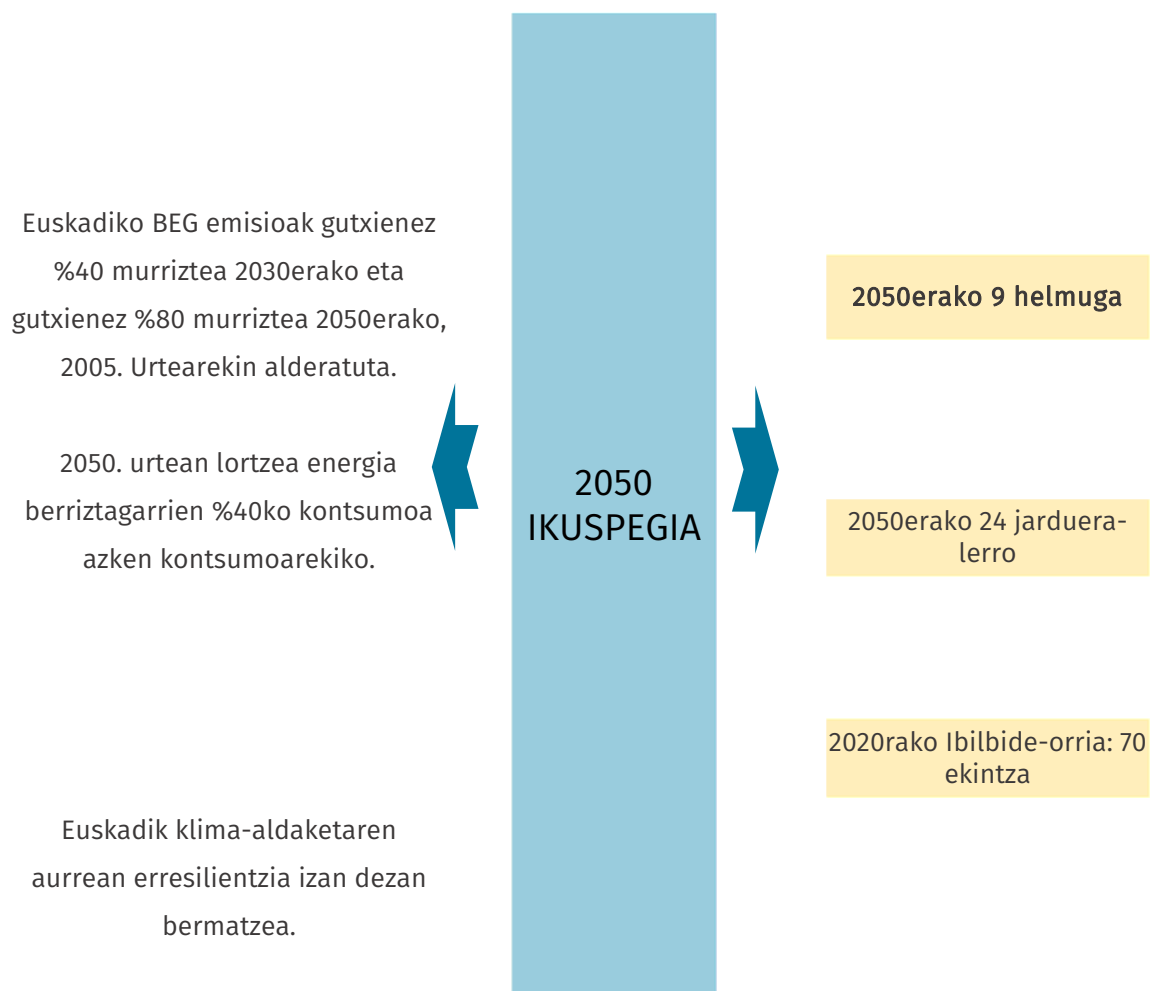 Euskadiko BEG emisioak gutxienez
%40 murriztea 2030erako eta
gutxienez %80 murriztea 2050erako,
2005. Urtearekin alderatuta.
2050. urtean lortzea energia
berriztagarrien %40ko kontsumoa
azken kontsumoarekiko.
Euskadik klima-aldaketaren
aurrean erresilientzia izan dezan
bermatzea.
2050
IKUSPEGIA
2050erako 9 helmuga
2050erako 24 jarduera-
lerro
2020rako Ibilbide-orria: 70
ekintza